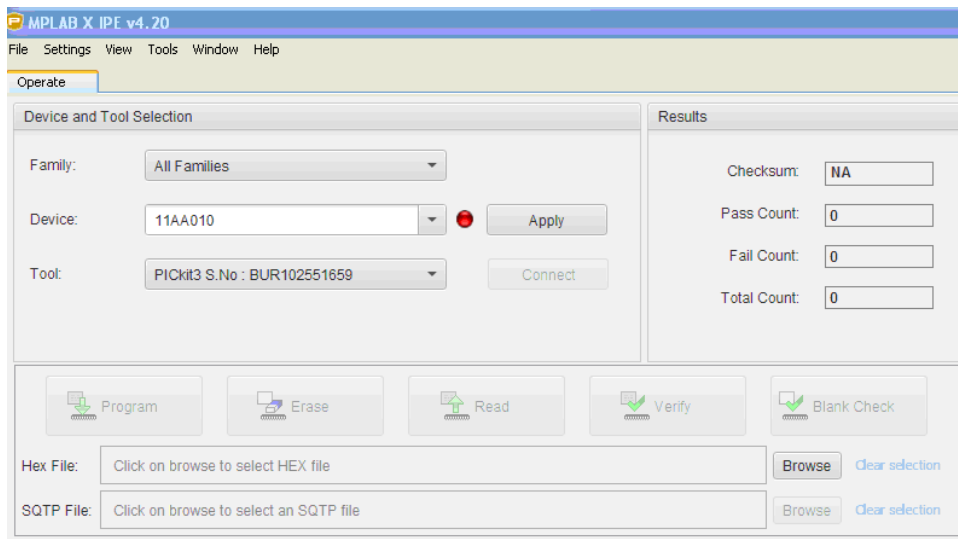 MPLAB X IPE v4.20
File Settings View Tools Window Help
Operate
Device and Tool Selection
Family: All Families
Device: 11AA010 Apply
Tool: PICkit3 S.No : BUR102551659 Connect
Results
Checksum: NA
Pass Count: 0
Fail Count: 0
Total Count: 0
Program Erase Read Verify Blank Check
Hex File: Click on browse to select HEX file Browse Clear selection
SQTP File: Click on browse to select an SQTP file Browse Clear selection